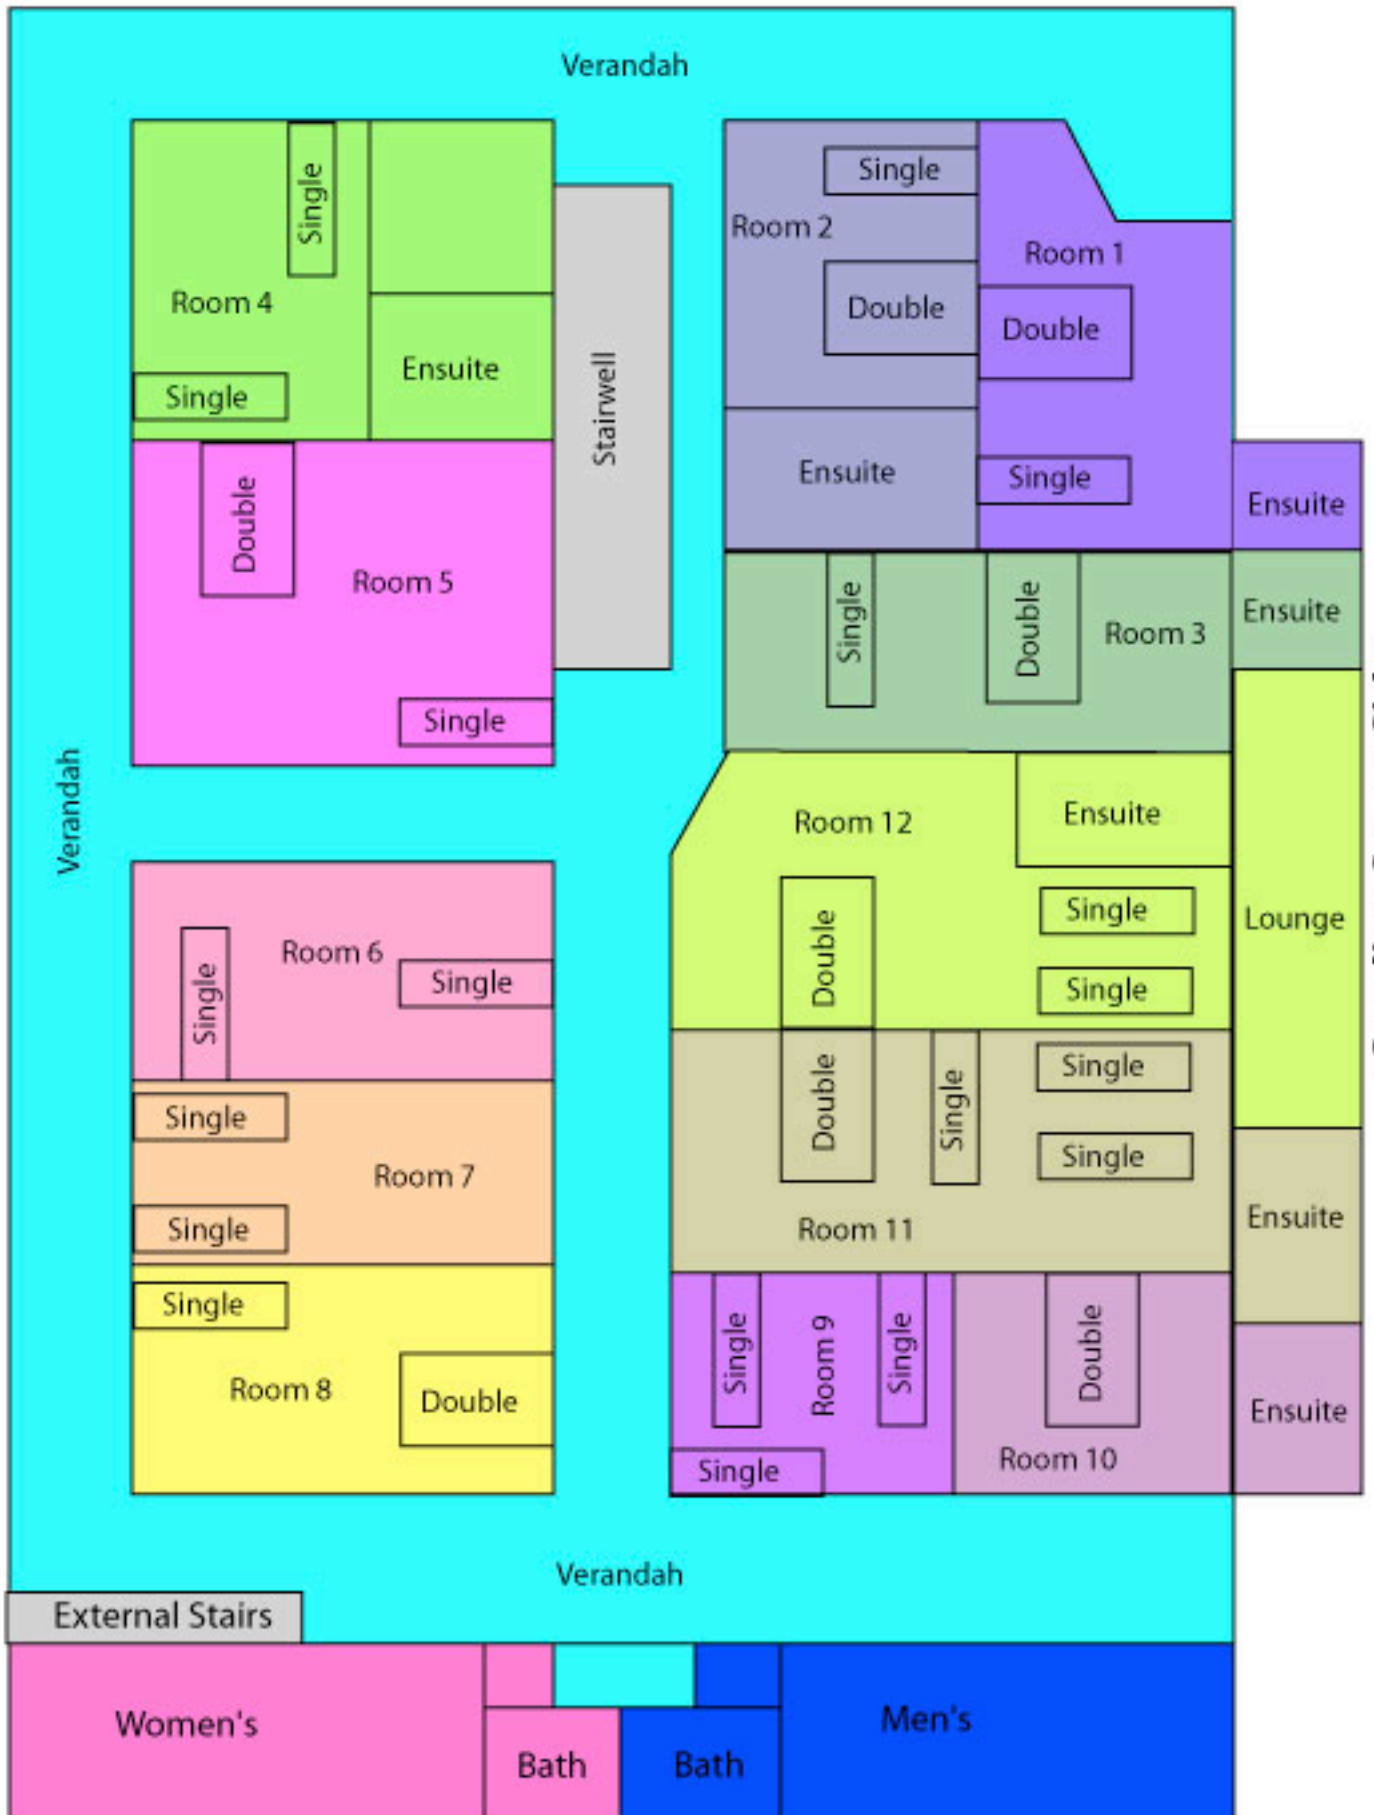 Verandah
Single
Room 4
Single
Ensuite
Stairwell
Single
Room 2
Double
Ensuite
Room 1
Double
Single
Ensuite
Double
Room 5
Single
Single
Double
Room 3
Ensuite
Verandah
Room 12
Ensuite
Double
Single
Single
Lounge
Room 6
Single
Single
Double
Single
Single
Single
Room 11
Ensuite
Single
Room 7
Single
Single
Room 8
Double
Single
Room 9
Single
Single
Double
Room 10
Ensuite
Verandah
External Stairs
Women's
Bath
Bath
Men's